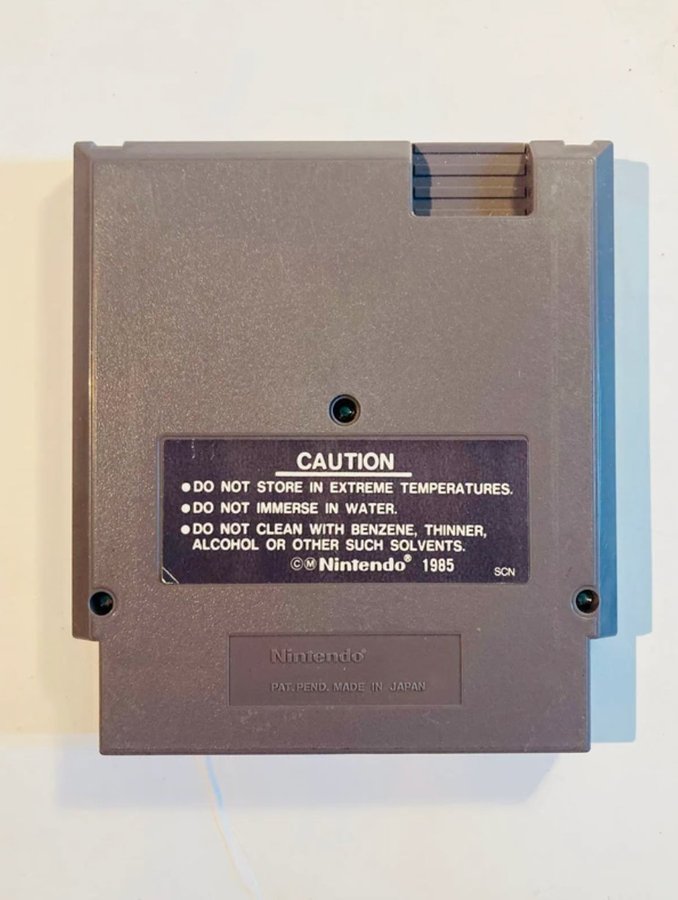 CAUTION
●DO NOT STORE IN EXTREME TEMPERATURES.
●DO NOT IMMERSE IN WATER.
●DO NOT CLEAN WITH BENZENE, THINNER,
ALCOHOL OR OTHER SUCH SOLVENTS.
ⒸⓂNintendo® 1985
SCN
Nintendo®
PAT. PEND. MADE IN JAPAN